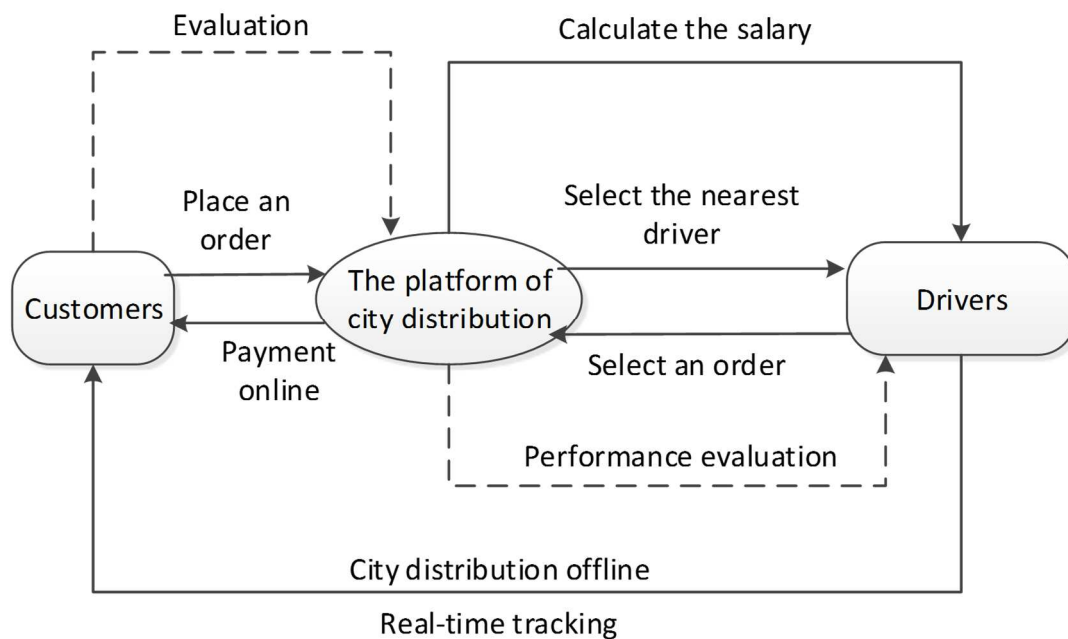 Evaluation
Calculate the salary
Place an
order
Select the nearest
driver
Customers
The platform of
city distribution
Drivers
Payment
online
Select an order
Performance evaluation
City distribution offline
Real-time tracking